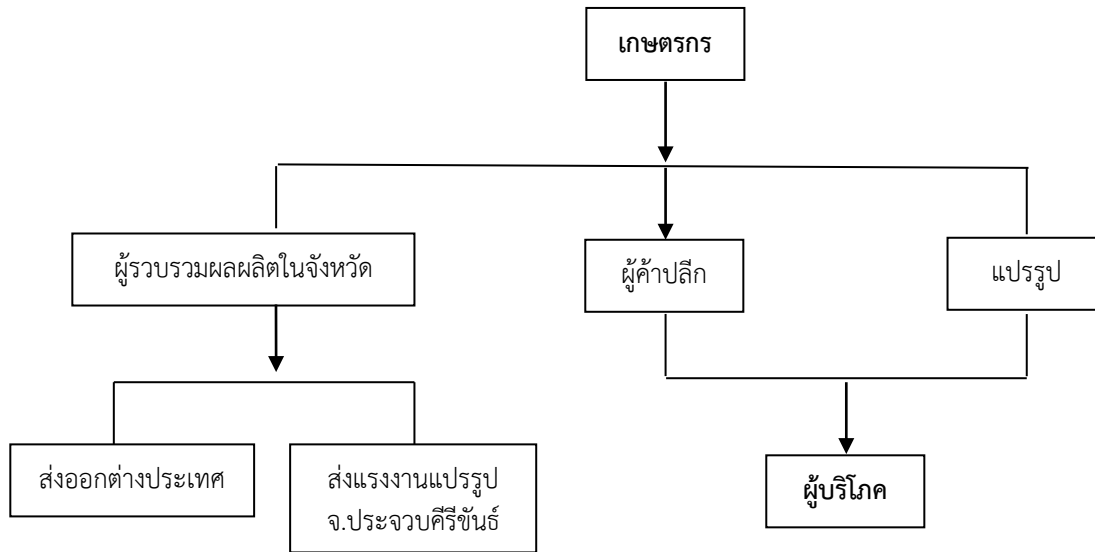 เกษตรกร
ผู้รวบรวมผลผลิตในจังหวัด
ผู้ค้าปลีก
แปรรูป
ส่งออกต่างประเทศ
ส่งแรงงานแปรรูป
จ.ประจวบคีรีขันธ์
ผู้บริโภค